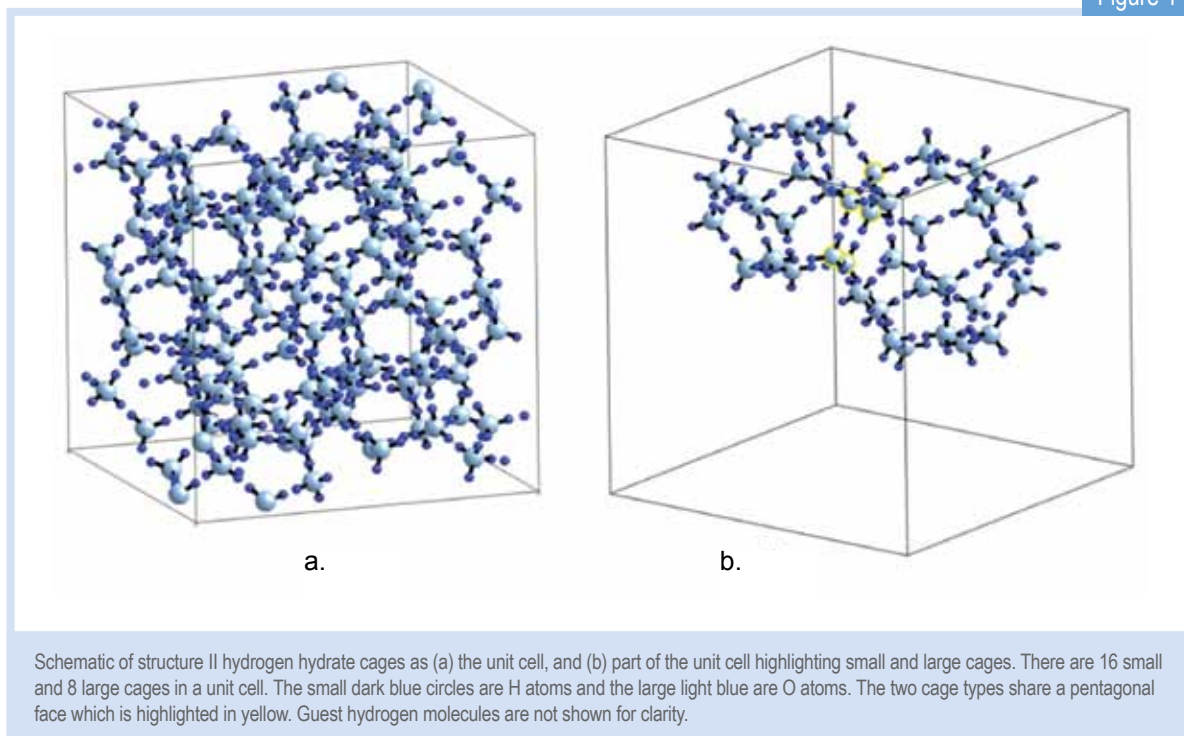 Figure 1
a.
b.
Schematic of structure II hydrogen hydrate cages as (a) the unit cell, and (b) part of the unit cell highlighting small and large cages. There are 16 small
and 8 large cages in a unit cell. The small dark blue circles are H atoms and the large light blue are O atoms. The two cage types share a pentagonal
face which is highlighted in yellow. Guest hydrogen molecules are not shown for clarity.